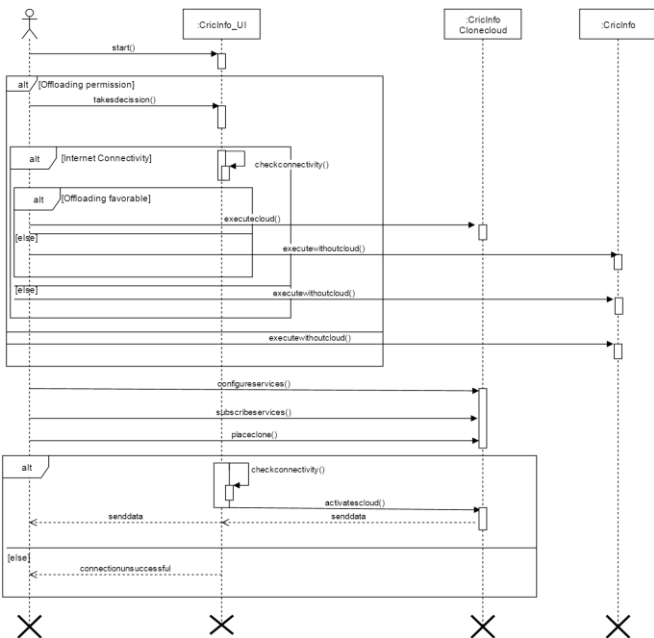 :CricInfo_UI
:CricInfo
Clonecloud
:CricInfo
start()
alt
[Offloading permission]
takesdecission()
alt
[Internet Connectivity]
checkconnectivity()
alt
[Offloading favorable]
executecloud()
[else]
executewithoutcloud()
[else]
executewithoutcloud()
executewithoutcloud()
configureservices()
subscribeservices()
placeclone()
alt
checkconnectivity()
activatescloud()
senddata
senddata
[else]
connectionunsuccessful